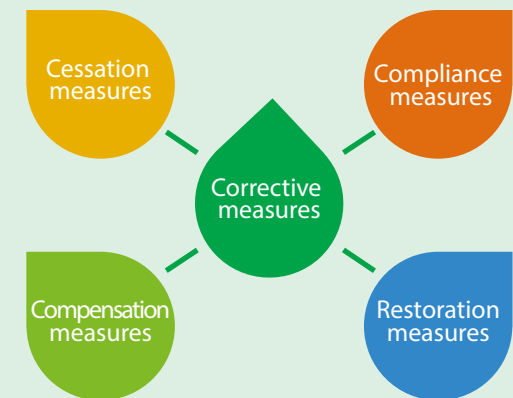 Cessation
measures
Compliance
measures
Corrective
measures
Compensation
measures
Restoration
measures